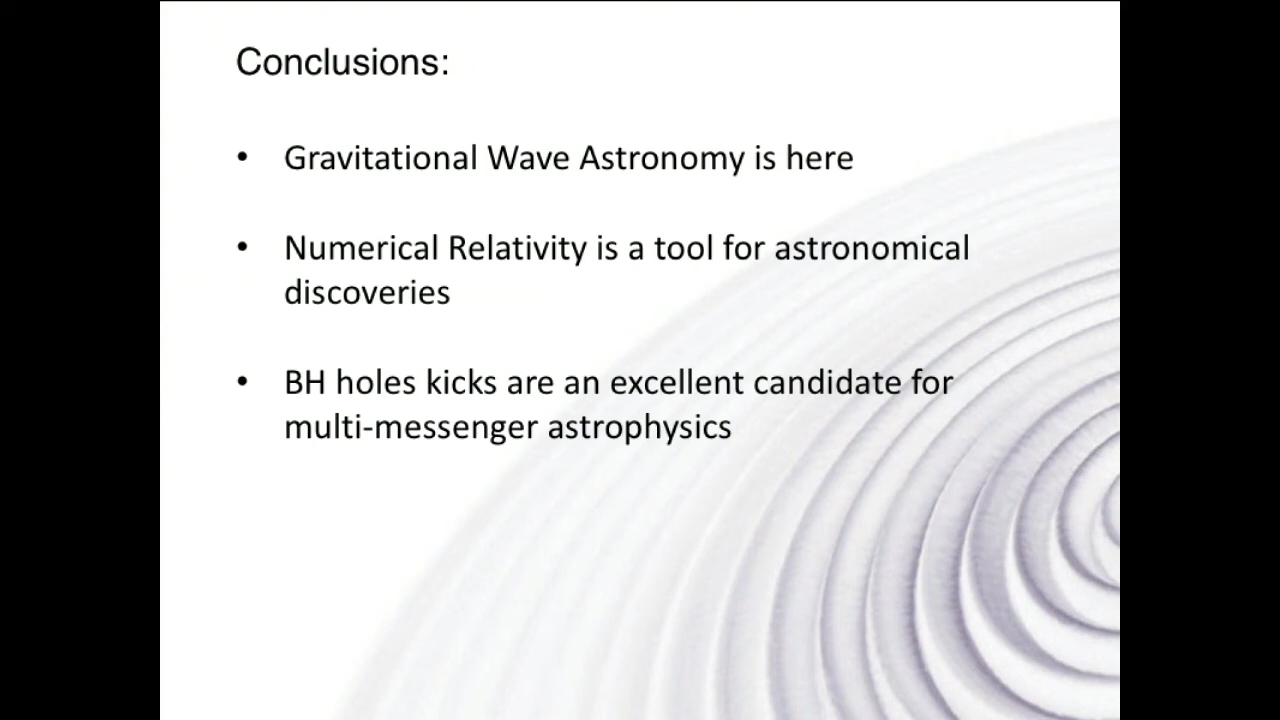 Conclusions:
• Gravitational Wave Astronomy is here
• Numerical Relativity is a tool for astronomical
discoveries
• BH holes kicks are an excellent candidate for
multi-messenger astrophysics